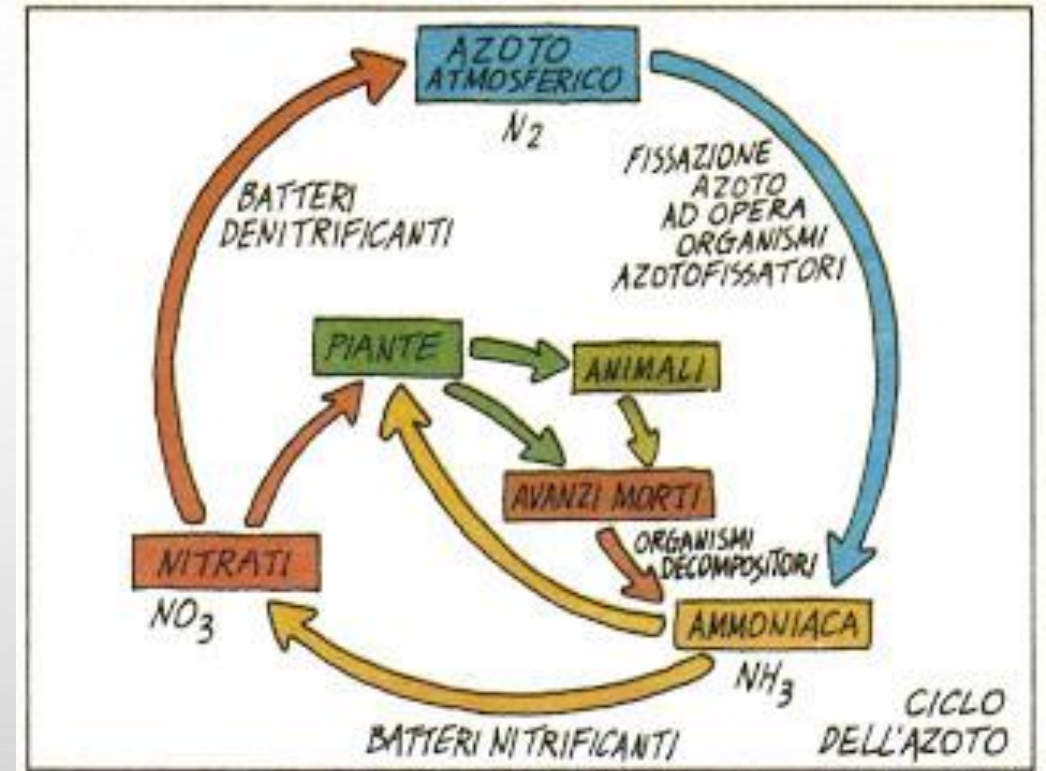 AZOTO
ATMOSFERICO
N2
FISSAZIONE
AZOTO
AD OPERA
ORGANISMI
AZOTOFISSATORI
BATTERI
DENITRIFICANTI
PIANTE
ANIMALI
AVANZI MORTI
ORGANISMI
DECOMPOSITORI
NITRATI
NO3
AMMONIACA
NH3
BATTERI NITRIFICANTI
CICLO
DELL'AZOTO